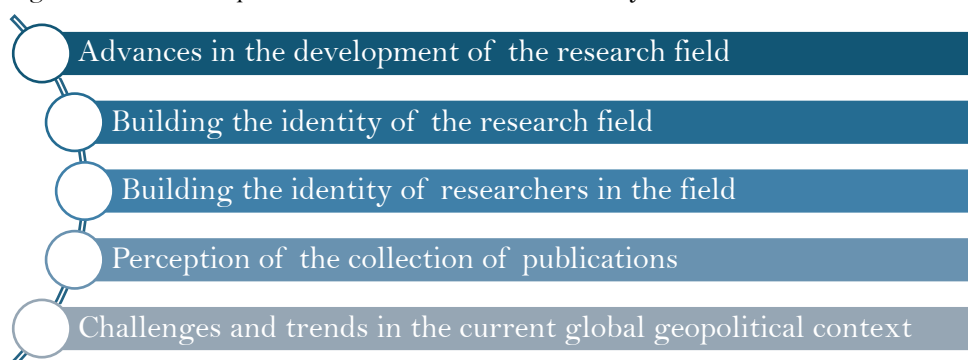 Advances in the development of the research field
Building the identity of the research field
Building the identity of researchers in the field
Perception of the collection of publications
Challenges and trends in the current global geopolitical context